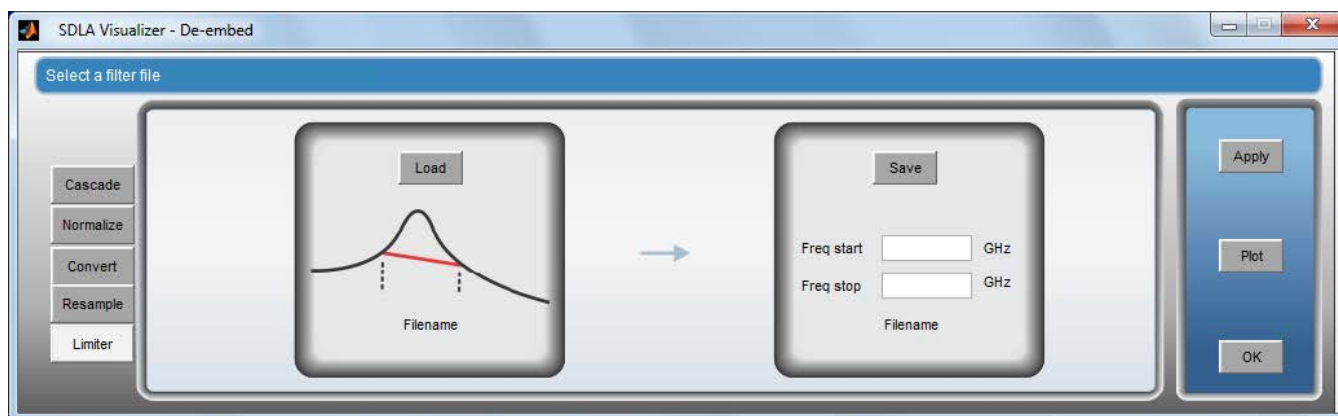 SDLA Visualizer - De-embed
Select a filter file
Cascade
Normalize
Convert
Resample
Limiter
Load
Filename
Save
Freq start GHz
Freq stop GHz
Filename
Apply
Plot
OK